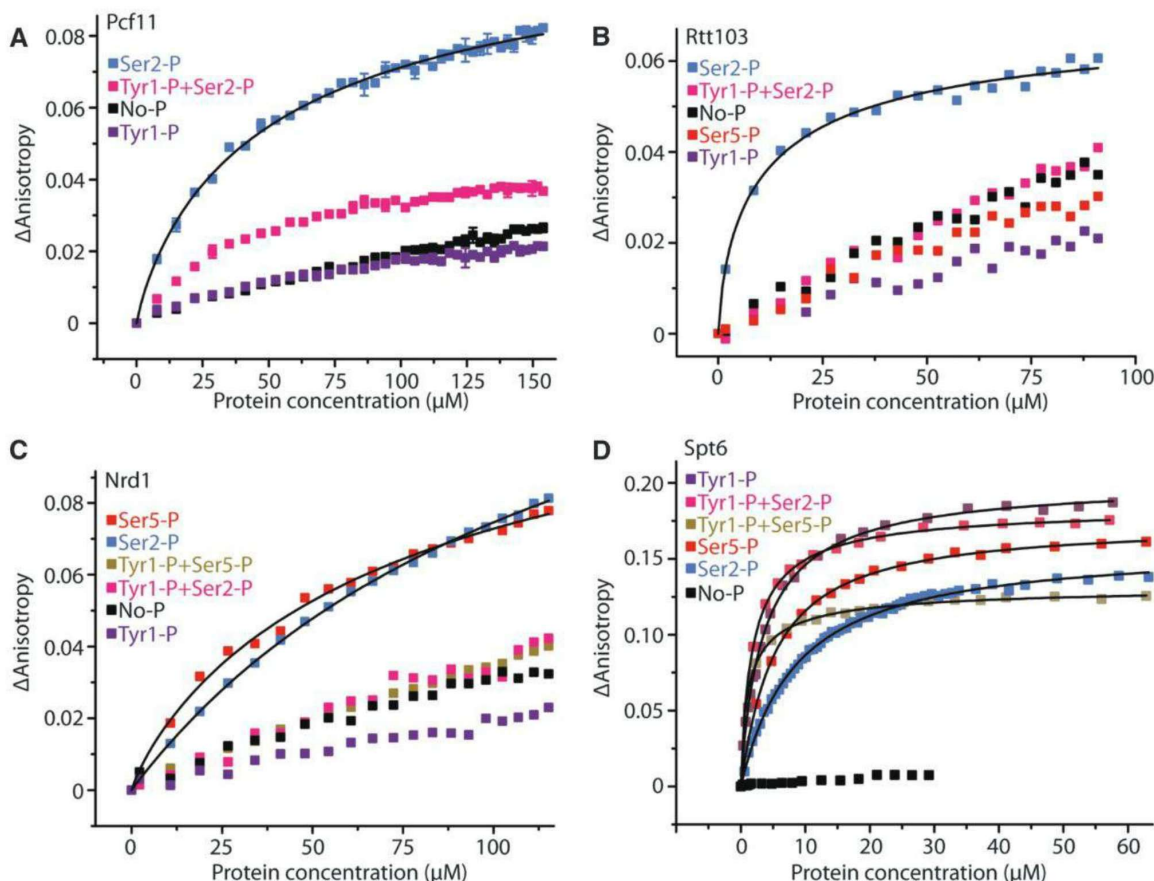 A
Pcf11
Ser2-P
Tyr1-P+Ser2-P
No-P
Tyr1-P
0.08
0.06
0.04
0.02
0
ΔAnisotropy
0 25 50 75 100 125 150
Protein concentration (μM)
B
Rtt103
Ser2-P
Tyr1-P+Ser2-P
No-P
Ser5-P
Tyr1-P
0.06
0.04
0.02
0
ΔAnisotropy
0 25 50 75 100
Protein concentration (μM)
C
Nrd1
Ser5-P
Ser2-P
Tyr1-P+Ser5-P
Tyr1-P+Ser2-P
No-P
Tyr1-P
0.08
0.06
0.04
0.02
0
ΔAnisotropy
0 25 50 75 100
Protein concentration (μM)
D
Spt6
Tyr1-P
Tyr1-P+Ser2-P
Tyr1-P+Ser5-P
Ser5-P
Ser2-P
No-P
0.20
0.15
0.10
0.05
0
ΔAnisotropy
0 10 20 30 40 50 60
Protein concentration (μM)